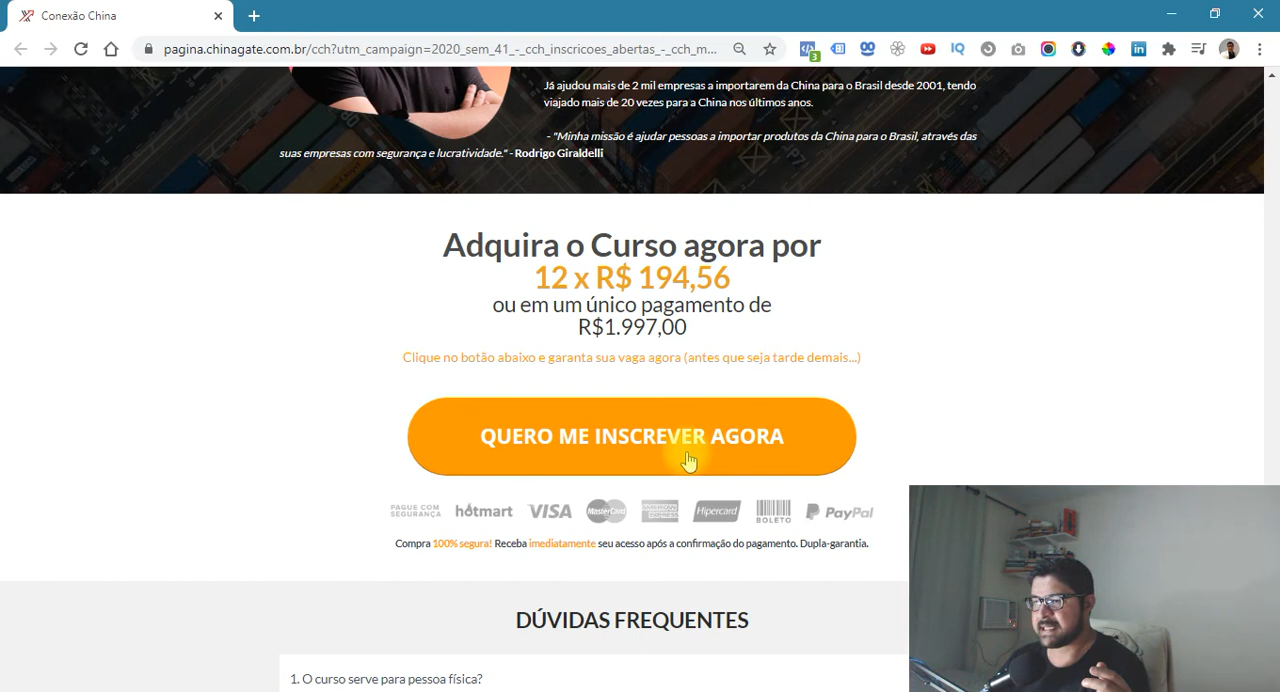 Conexão China
pagina.chinagate.com.br/cch?utm_campaign=2020_sem_41_-_cch_inscricoes_abertas_-_cch_m...
3
IQ
in
Já ajudou mais de 2 mil empresas a importarem da China para o Brasil desde 2001, tendo
viajado mais de 20 vezes para a China nos últimos anos.
- "Minha missão é ajudar pessoas a importar produtos da China para o Brasil, através das
suas empresas com segurança e lucratividade." - Rodrigo Giraldelli
Adquira o Curso agora por
12 x R$ 194,56
ou em um único pagamento de
R$1.997,00
Clique no botão abaixo e garanta sua vaga agora (antes que seja tarde demais...)
QUERO ME INSCREVER AGORA
PAGUE COM SEGURANÇA hotmart VISA MasterCard AMERICAN EXPRESS Hipercard BOLETO PayPal
Compra 100% segura! Receba imediatamente seu acesso após a confirmação do pagamento. Dupla-garantia.
DÚVIDAS FREQUENTES
1. O curso serve para pessoa física?